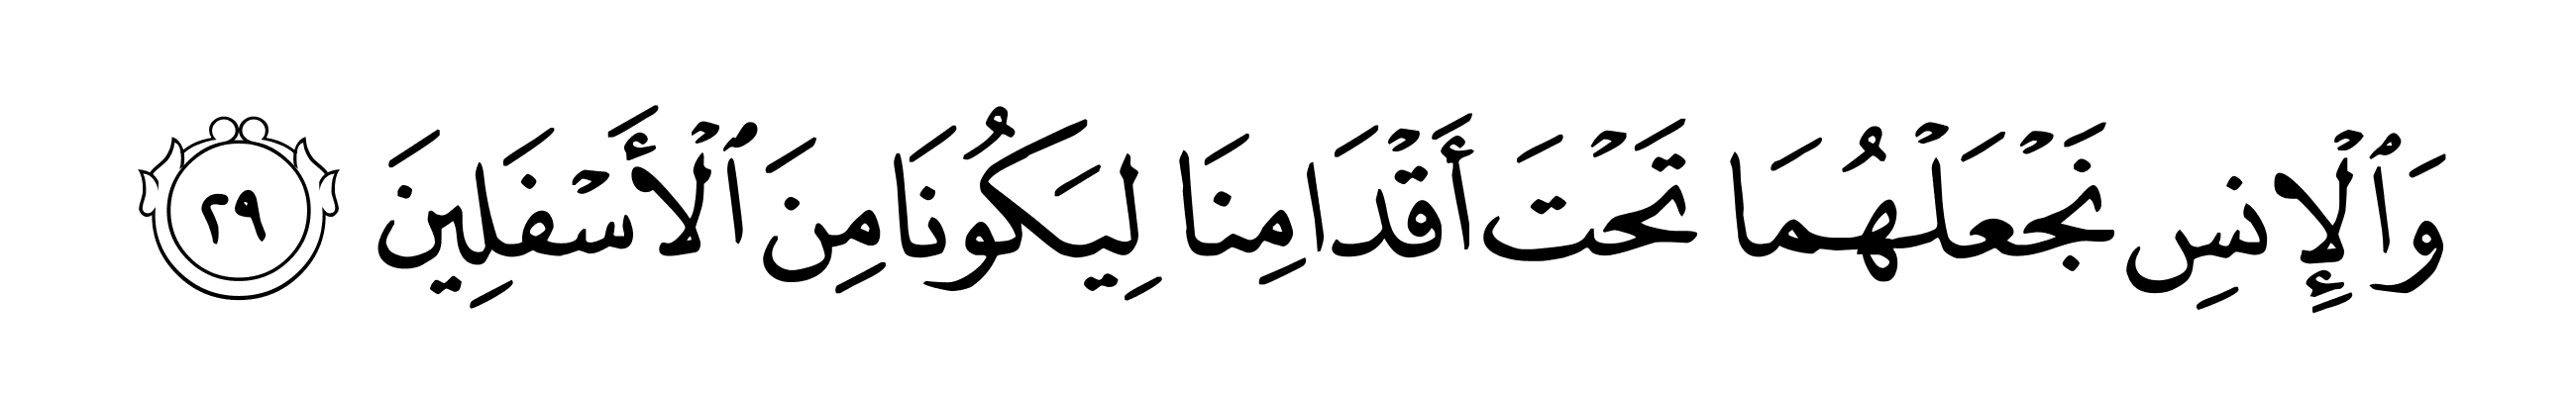 وَٱلْإِنسِ نَجْعَلْهُمَا تَحْتَ أَقْدَامِنَا لِيَكُونَا مِنَ ٱلْأَسْفَلِينَ ٢٩